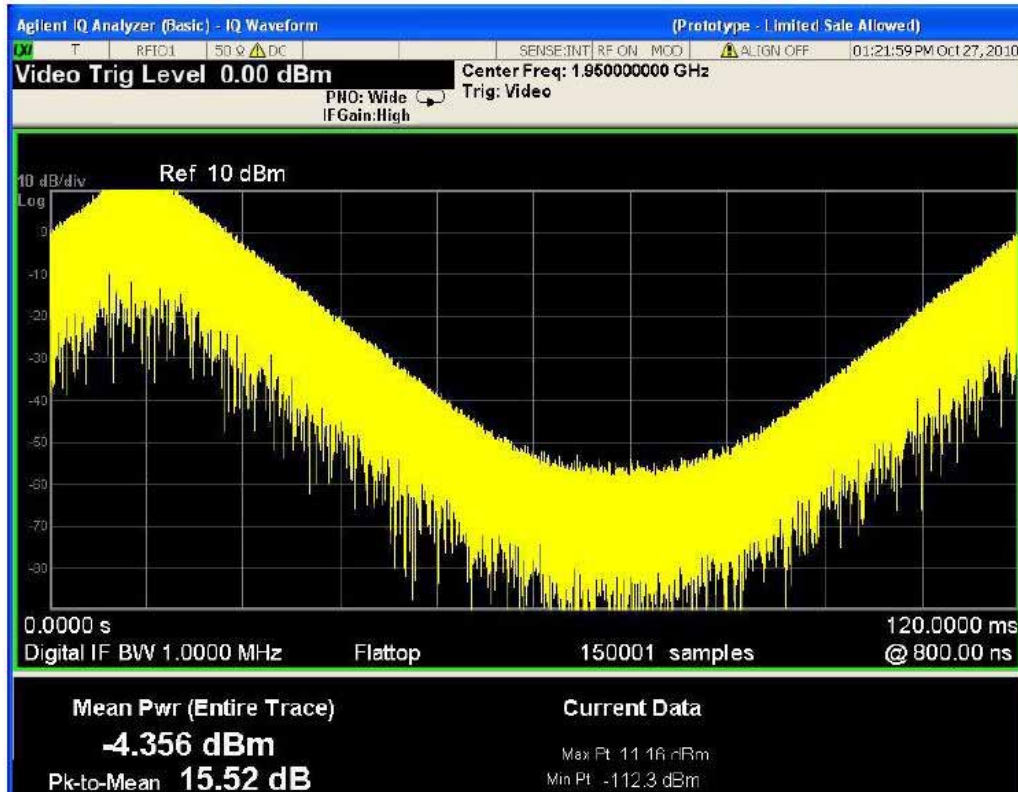 Agilent IQ Analyzer (Basic) - IQ Waveform (Prototype - Limited Sale Allowed)
LXI T RFIO1 50 Ω DC SENSE:INT RF ON MOD ALIGN OFF 01:21:59 PM Oct 27, 2010
Video Trig Level 0.00 dBm Center Freq: 1.950000000 GHz
PNO: Wide Trig: Video
IFGain:High
10 dB/div Ref 10 dBm
Log
0
-10
-20
-30
-40
-50
-60
-70
-80
0.0000 s 120.0000 ms
Digital IF BW 1.0000 MHz Flattop 150001 samples @ 800.00 ns
Mean Pwr (Entire Trace) Current Data
-4.356 dBm Max Pt 11.16 dBm
Pk-to-Mean 15.52 dB Min Pt -112.3 dBm